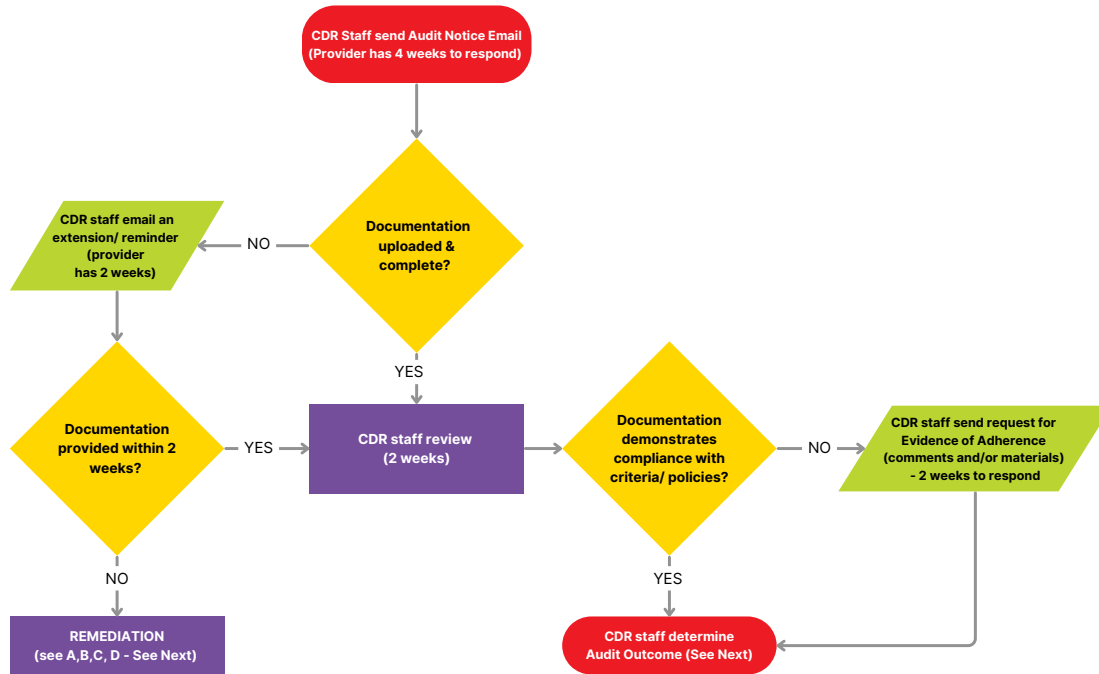 CDR Staff send Audit Notice Email
(Provider has 4 weeks to respond)
Documentation
uploaded &
complete?
NO
CDR staff email an
extension/ reminder
(provider
has 2 weeks)
YES
Documentation
provided within 2
weeks?
YES
CDR staff review
(2 weeks)
Documentation
demonstrates
compliance with
criteria/ policies?
NO
CDR staff send request for
Evidence of Adherence
(comments and/or materials)
- 2 weeks to respond
NO
YES
REMEDIATION
(see A,B,C, D - See Next)
CDR staff determine
Audit Outcome (See Next)